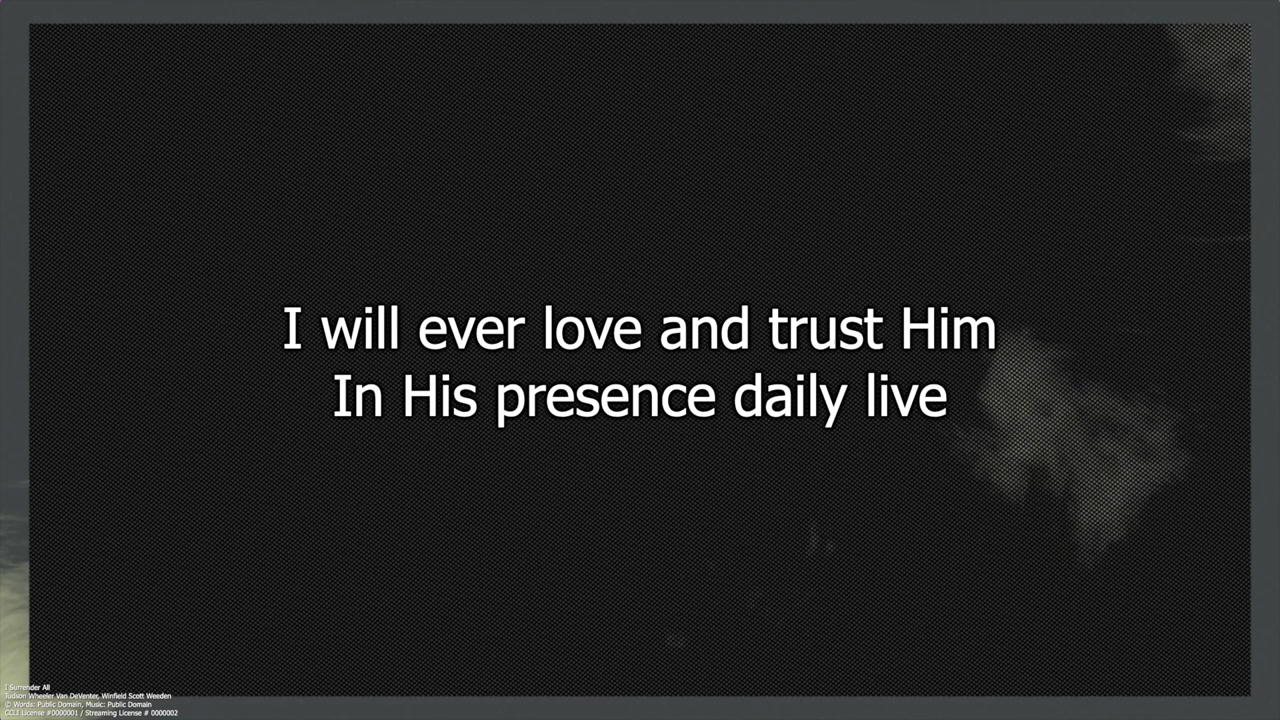 I will ever love and trust Him
In His presence daily live
I Surrender All
Judson Wheeler Van DeVenter, Winfield Scott Weeden
© Words: Public Domain, Music: Public Domain
CCLI License #0000001 / Streaming License # 0000002